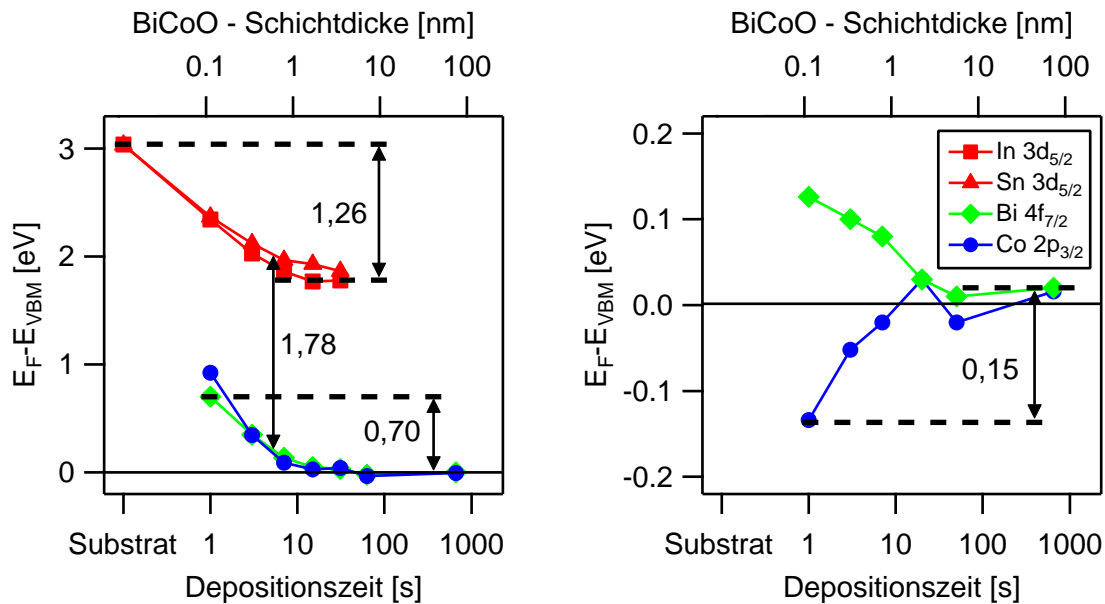 BiCoO - Schichtdicke [nm]
0.1 1 10 100
E_F-E_VBM [eV]
3
2
1
0
1,26
1,78
0,70
Substrat 1 10 100 1000
Depositionszeit [s]
BiCoO - Schichtdicke [nm]
0.1 1 10 100
E_F-E_VBM [eV]
0.2
0.1
0.0
-0.1
-0.2
In 3d5/2
Sn 3d5/2
Bi 4f7/2
Co 2p3/2
0,15
Substrat 1 10 100 1000
Depositionszeit [s]